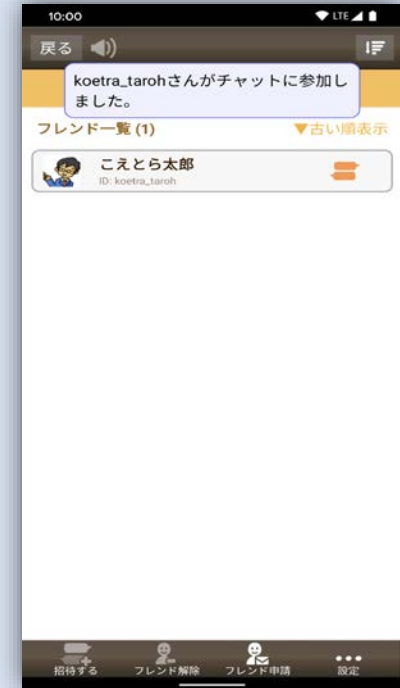 10:00
LTE
戻る
koetra_tarohさんがチャットに参加し
ました。
フレンド一覧 (1)
▼古い順表示
こえとら太郎
ID: koetra_taroh
招待する
フレンド解除
フレンド申請
設定